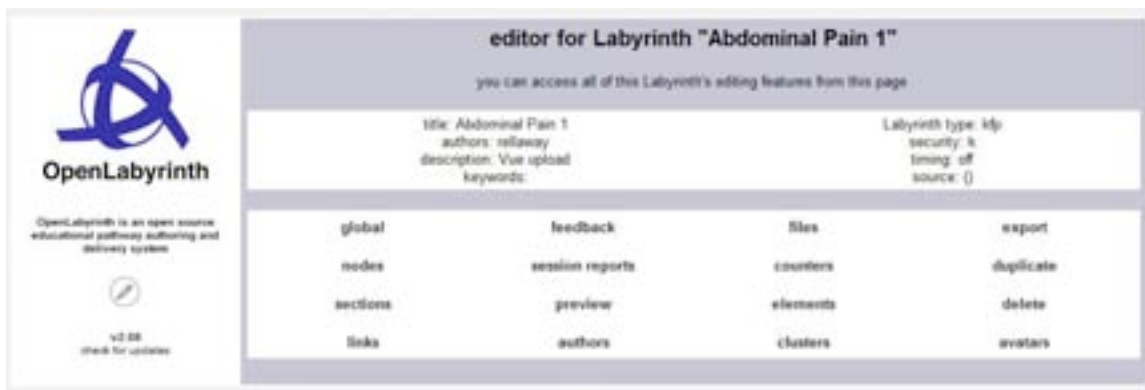 OpenLabyrinth
OpenLabyrinth is an open source
educational pathway authoring and
delivery system
v2.68
check for updates
editor for Labyrinth "Abdominal Pain 1"
you can access all of this Labyrinth's editing features from this page
title: Abdominal Pain 1
authors: rellaway
description: Vue upload
keywords:
Labyrinth type: kfp
security: k
timing: off
source: ()
global feedback files export
nodes session reports counters duplicate
sections preview elements delete
links authors clusters avatars